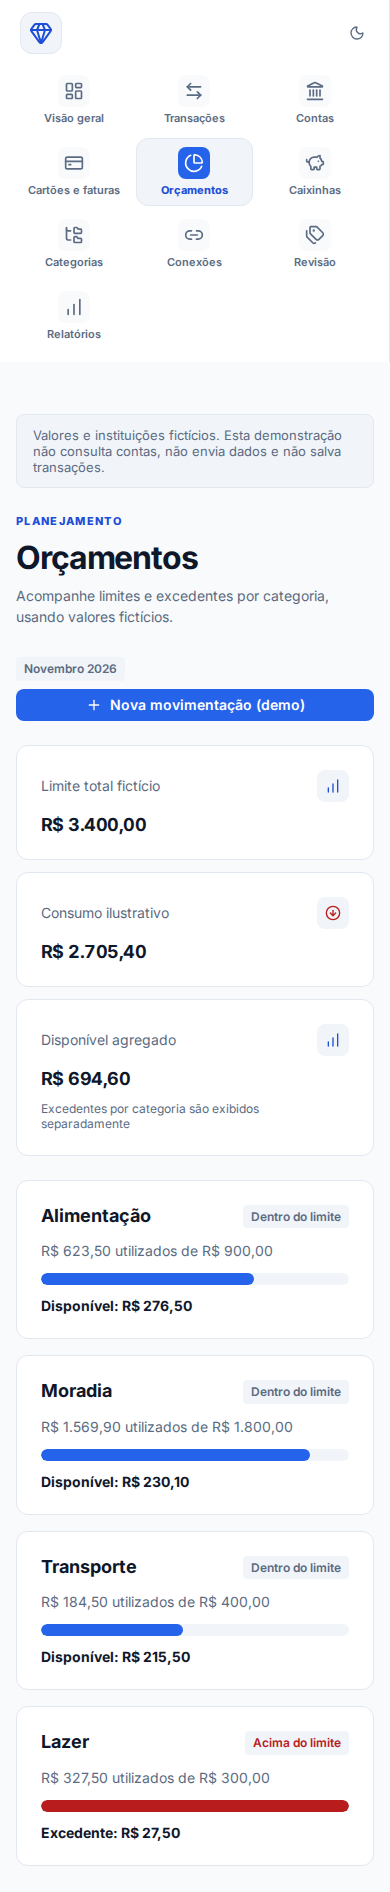 Visão geral
Transações
Contas
Cartões e faturas
Orçamentos
Caixinhas
Categorias
Conexões
Revisão
Relatórios
Valores e instituições fictícios. Esta demonstração
não consulta contas, não envia dados e não salva
transações.
PLANEJAMENTO
Orçamentos
Acompanhe limites e excedentes por categoria,
usando valores fictícios.
Novembro 2026
Nova movimentação (demo)
Limite total fictício
R$ 3.400,00
Consumo ilustrativo
R$ 2.705,40
Disponível agregado
R$ 694,60
Excedentes por categoria são exibidos
separadamente
Alimentação
Dentro do limite
R$ 623,50 utilizados de R$ 900,00
Disponível: R$ 276,50
Moradia
Dentro do limite
R$ 1.569,90 utilizados de R$ 1.800,00
Disponível: R$ 230,10
Transporte
Dentro do limite
R$ 184,50 utilizados de R$ 400,00
Disponível: R$ 215,50
Lazer
Acima do limite
R$ 327,50 utilizados de R$ 300,00
Excedente: R$ 27,50